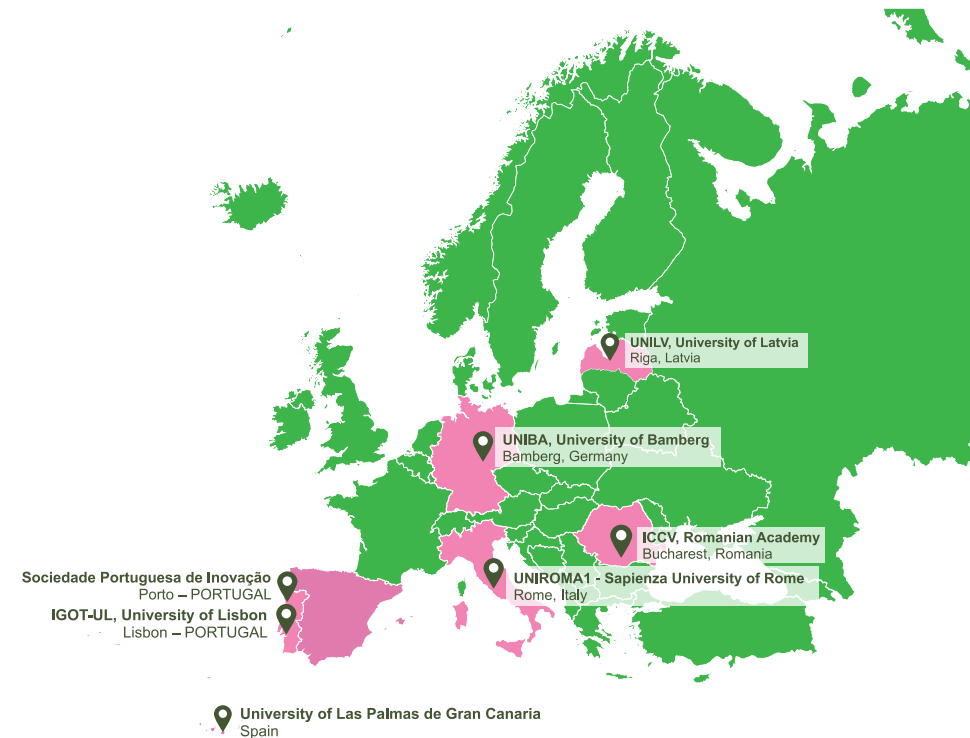 UNILV, University of Latvia
Riga, Latvia
UNIBA, University of Bamberg
Bamberg, Germany
ICCV, Romanian Academy
Bucharest, Romania
Sociedade Portuguesa de Inovação
Porto – PORTUGAL
UNIROMA1 - Sapienza University of Rome
Rome, Italy
IGOT-UL, University of Lisbon
Lisbon – PORTUGAL
University of Las Palmas de Gran Canaria
Spain